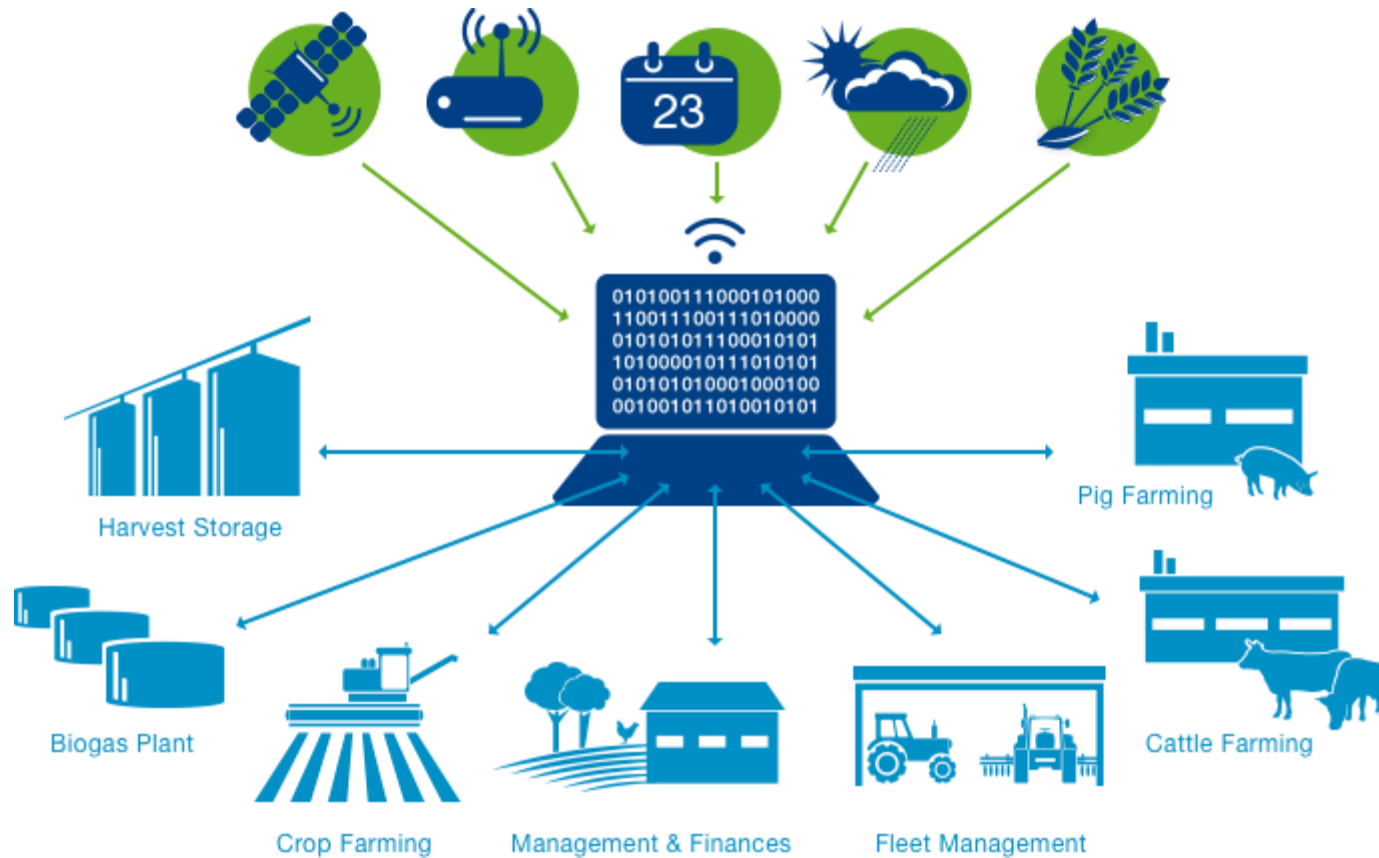 23
010100111000101000
110011100111010000
010101011100010101
101000010111010101
010101010001000100
001001011010010101
Harvest Storage
Pig Farming
Biogas Plant
Cattle Farming
Crop Farming
Management & Finances
Fleet Management